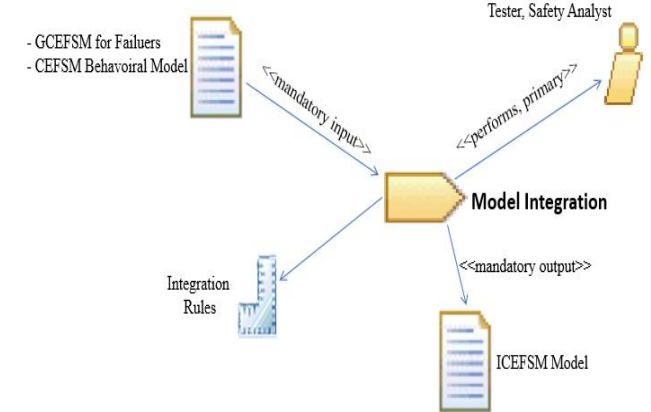 Tester, Safety Analyst
- GCEFSM for Failuers
- CEFSM Behavoiral Model
<<mandatory input>>
<<performs, primary>>
Model Integration
<<mandatory output>>
Integration
Rules
ICEFSM Model